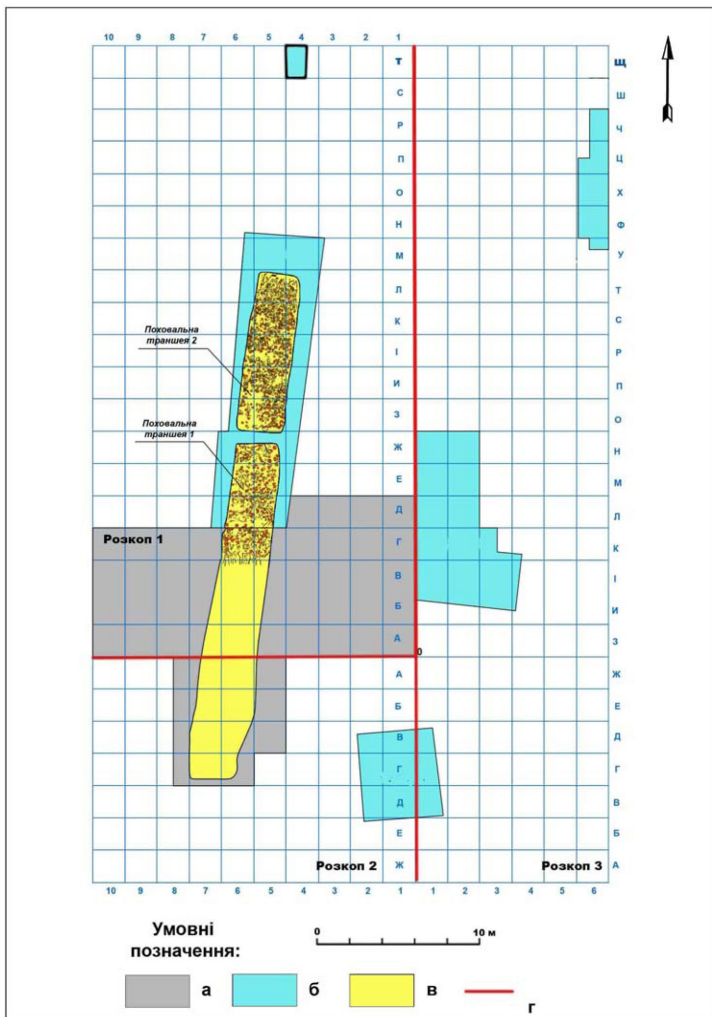 10 9 8 7 6 5 4 3 2 1
Т Щ
С Ш
Р Ч
П Ц
О Х
Н Ф
М У
Л Т
К С
Поховальна
траншея 2
І Р
И П
З О
Ж Н
Поховальна
траншея 1
Е М
Д Л
Розкоп 1 Г К
В І
Б И
А З
0
А Ж
Б Е
В Д
Г Г
Д В
Е Б
Розкоп 2 Ж Розкоп 3 А
10 9 8 7 6 5 4 3 2 1 1 2 3 4 5 6
Умовні
позначення:
0 10 м
а б в г